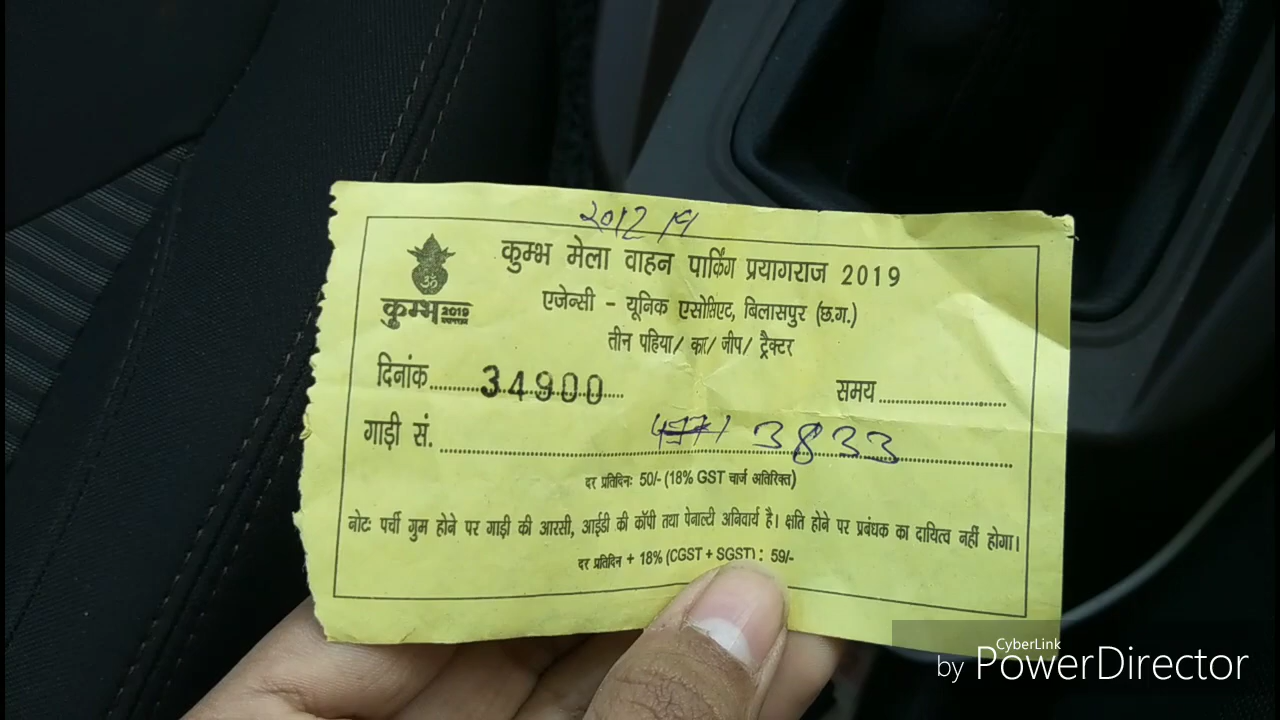 कुम्भ मेला वाहन पार्किंग प्रयागराज 2019
कुम्भ 2019
एजेन्सी - यूनिक एसोसिएट, बिलासपुर (छ.ग.)
तीन पहिया/ कार/ जीप/ ट्रैक्टर
दिनांक 34900 समय
गाड़ी सं. 3833
दर प्रतिदिनः 50/- (18% GST चार्ज अतिरिक्त)
नोटः पर्ची गुम होने पर गाड़ी की आरसी, आईडी की कॉपी तथा पेनाल्टी अनिवार्य है। क्षति होने पर प्रबंधक का दायित्व नहीं होगा।
दर प्रतिदिन + 18% (CGST + SGST) : 59/-
CyberLink
by PowerDirector